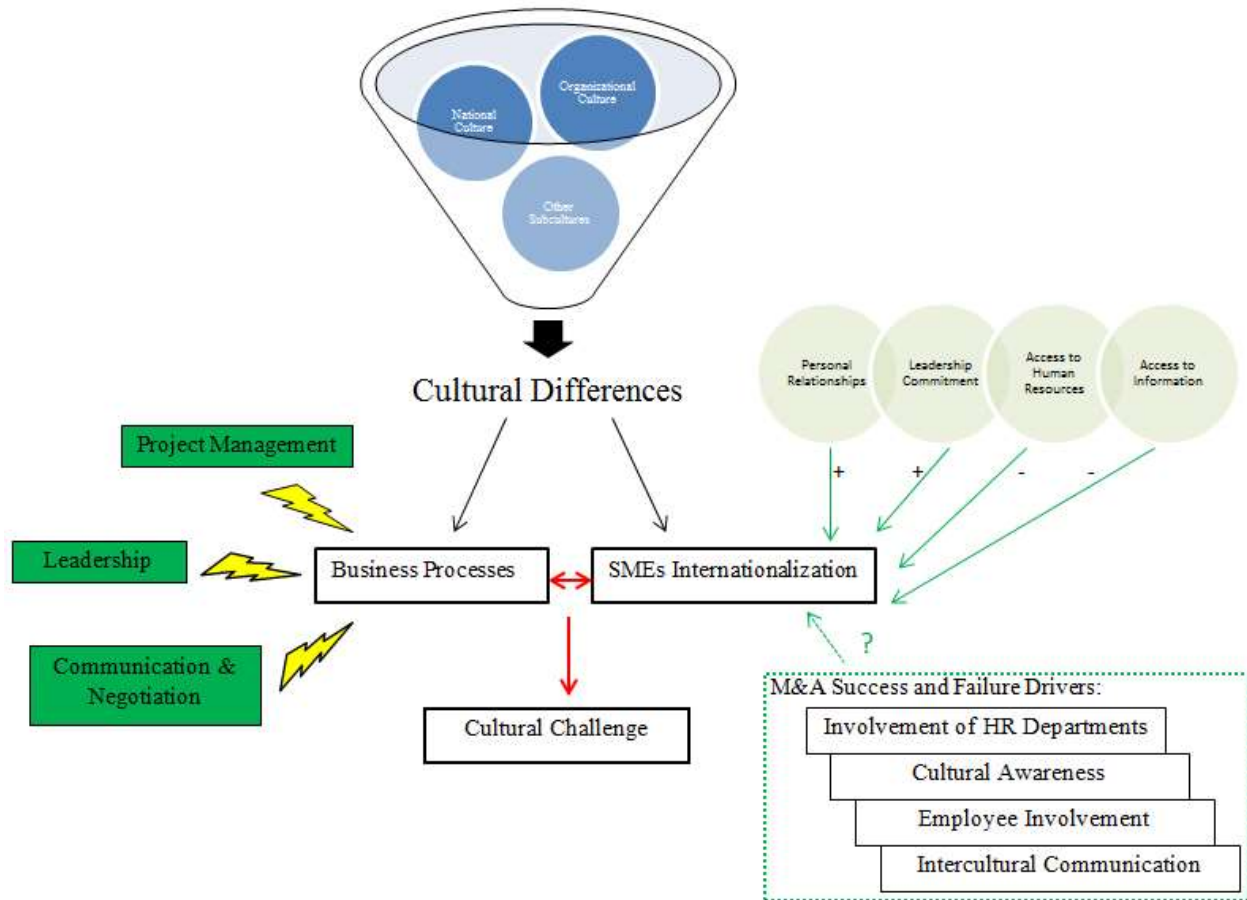 Organizational
Culture
National
Culture
Other
Subcultures
Cultural Differences
Personal
Relationships
Leadership
Commitment
Access to
Human
Resources
Access to
Information
+
+
-
-
Project Management
Leadership
Communication &
Negotiation
Business Processes
SMEs Internationalization
?
Cultural Challenge
M&A Success and Failure Drivers:
Involvement of HR Departments
Cultural Awareness
Employee Involvement
Intercultural Communication